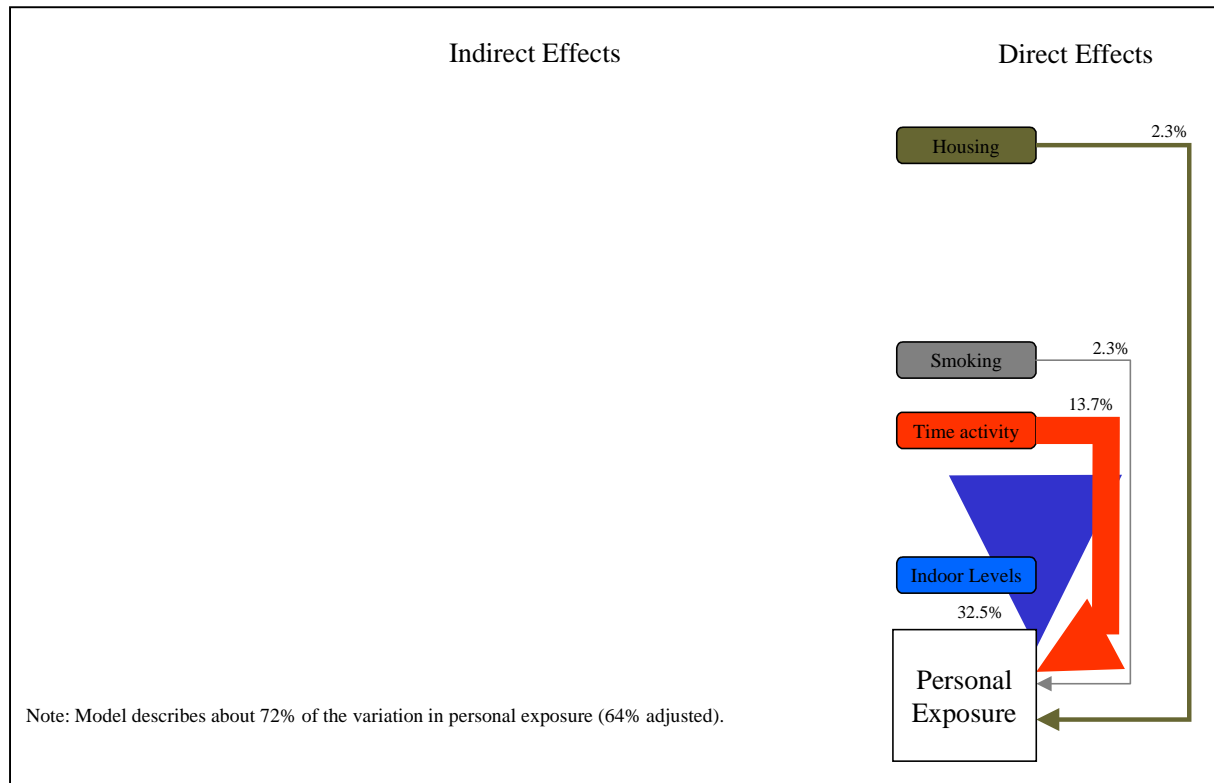 Indirect Effects
Direct Effects
2.3%
Housing
2.3%
Smoking
13.7%
Time activity
Indoor Levels
32.5%
Personal
Exposure
Note: Model describes about 72% of the variation in personal exposure (64% adjusted).